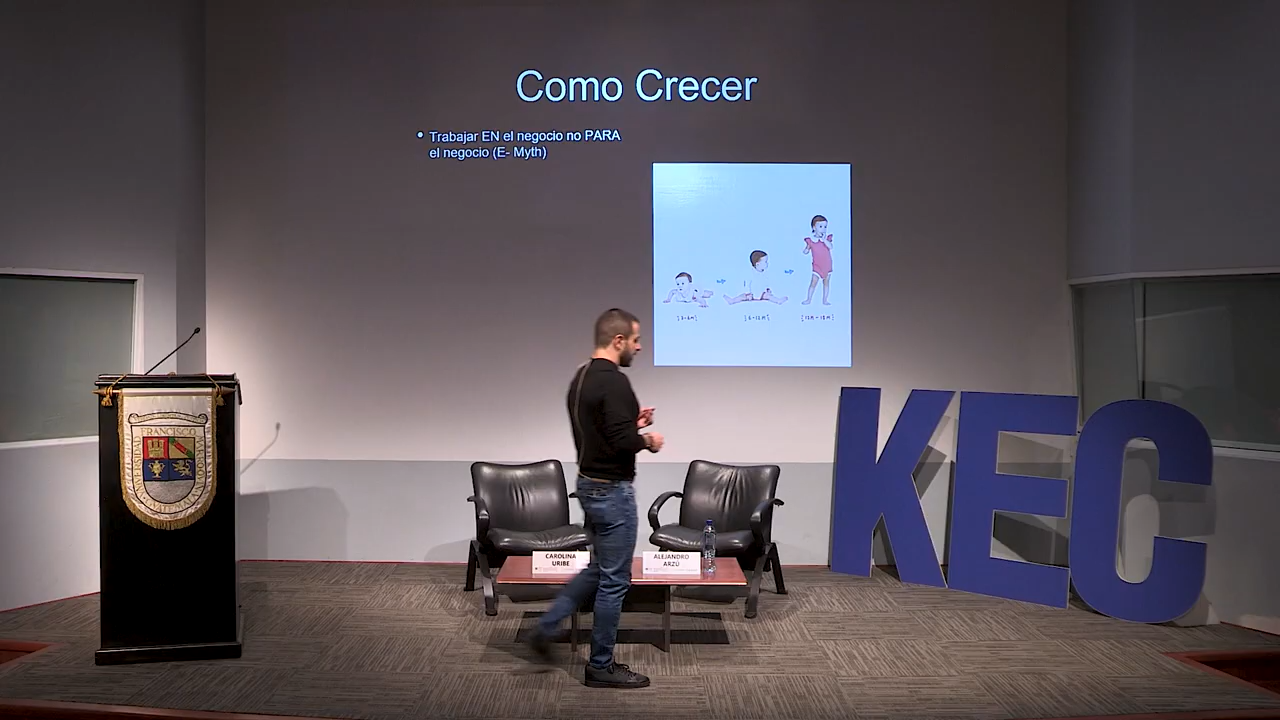 Como Crecer
• Trabajar EN el negocio no PARA
el negocio (E- Myth)
KEC
FRANCISCO
CAROLINA
URIBE
ALEJANDRO
ARZÚ